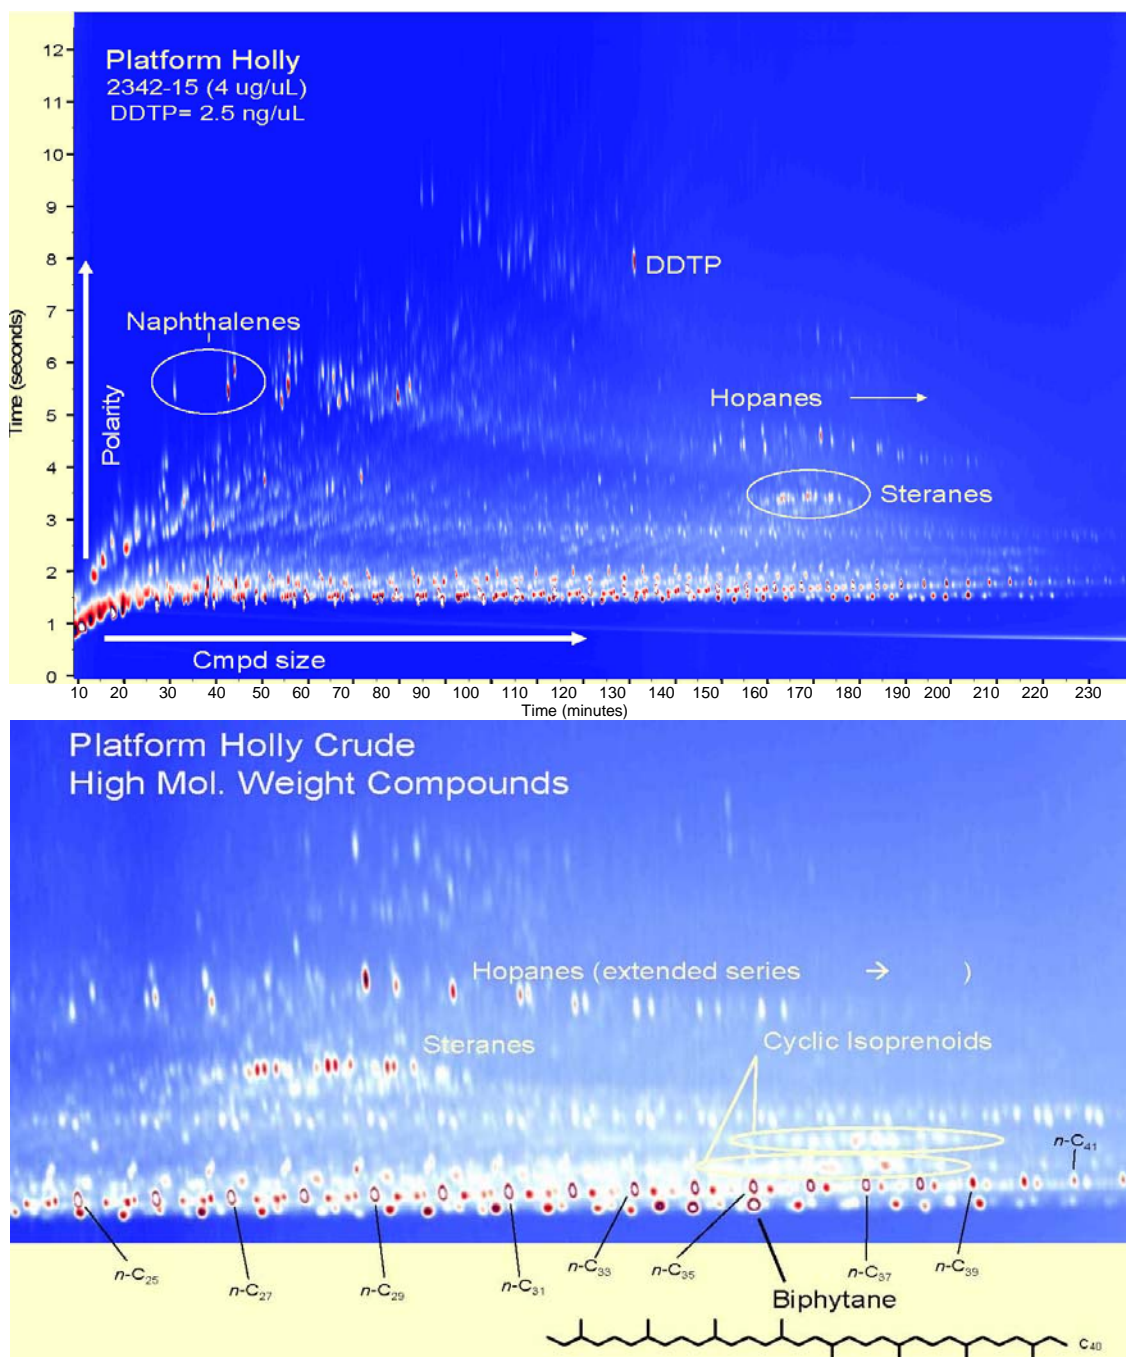 Platform Holly
2342-15 (4 ug/uL)
DDTP= 2.5 ng/uL
12
11
10
9
8
7
6
5
4
3
2
1
0
Time (seconds)
Polarity
Naphthalenes
DDTP
Hopanes
Steranes
Cmpd size
10 20 30 40 50 60 70 80 90 100 110 120 130 140 150 160 170 180 190 200 210 220 230
Time (minutes)
Platform Holly Crude
High Mol. Weight Compounds
Hopanes (extended series → )
Steranes
Cyclic Isoprenoids
n-C₄₁
n-C₂₅
n-C₂₇
n-C₂₉
n-C₃₁
n-C₃₃
n-C₃₅
n-C₃₇
n-C₃₉
Biphytane
C₄₀